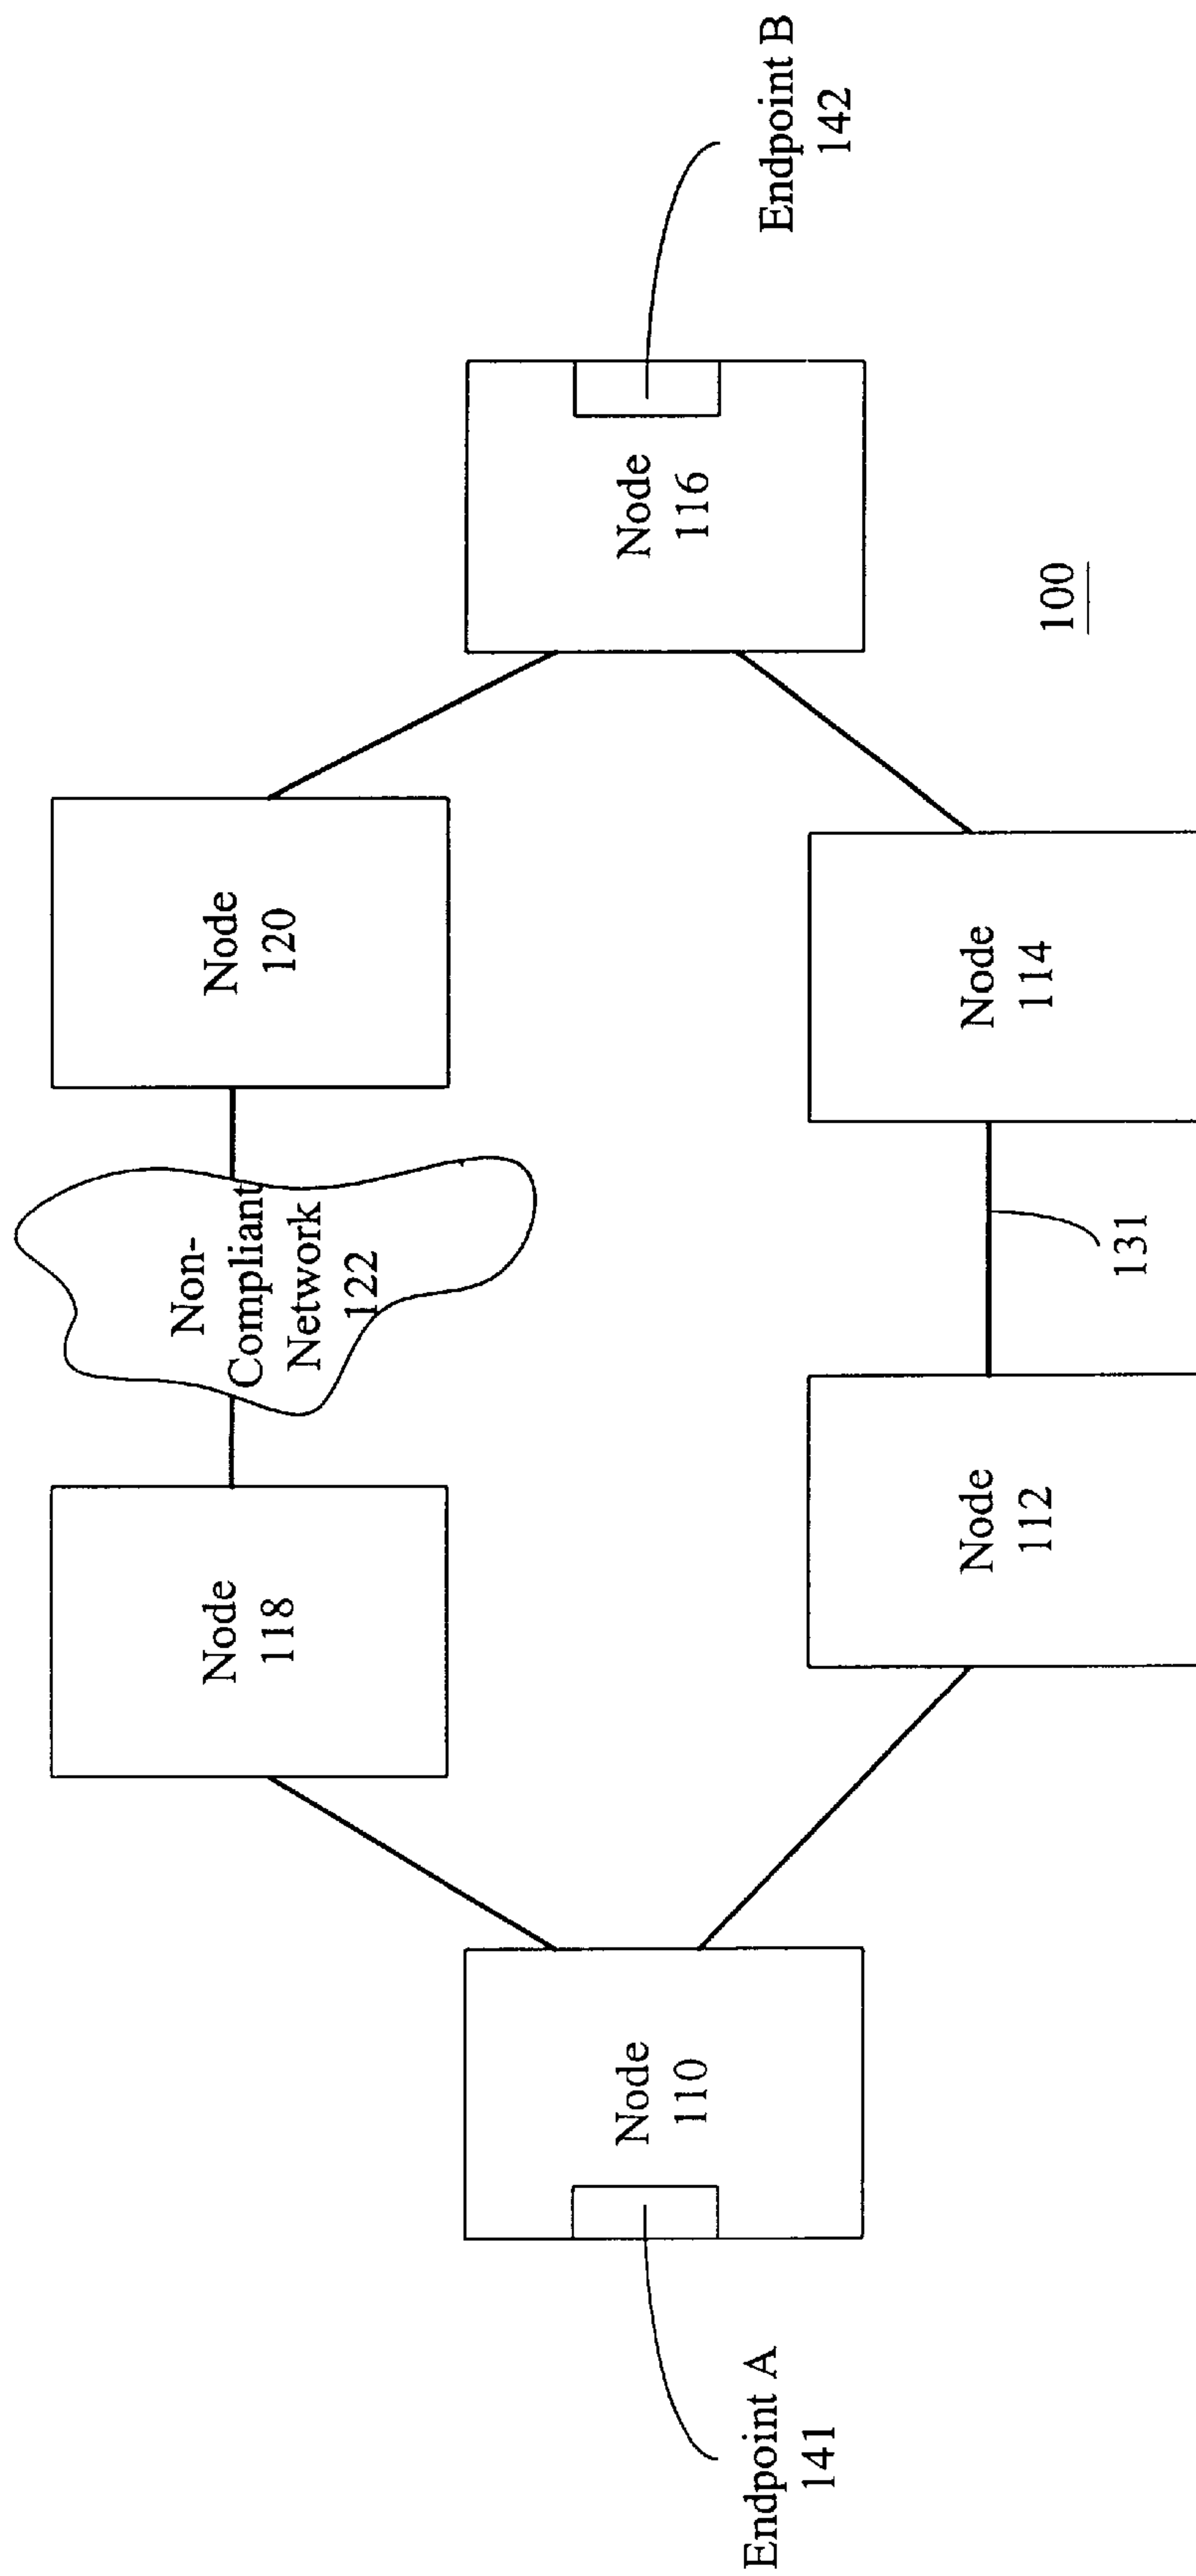 Node
118
Non-
Compliant
Network
122
Node
120
Endpoint A
141
Node
110
Node
116
Endpoint B
142
Node
112
131
Node
114
100